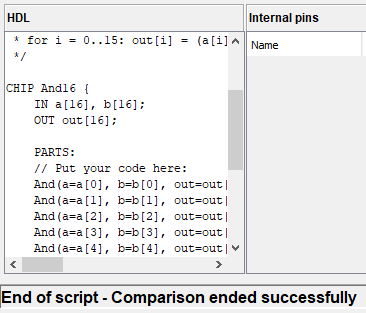 HDL
Internal pins
* for i = 0..15: out[i] = (a[i]
*/
Name
CHIP And16 {
IN a[16], b[16];
OUT out[16];
PARTS:
// Put your code here:
And(a=a[0], b=b[0], out=out[
And(a=a[1], b=b[1], out=out[
And(a=a[2], b=b[2], out=out[
And(a=a[3], b=b[3], out=out[
And(a=a[4], b=b[4], out=out[
End of script - Comparison ended successfully